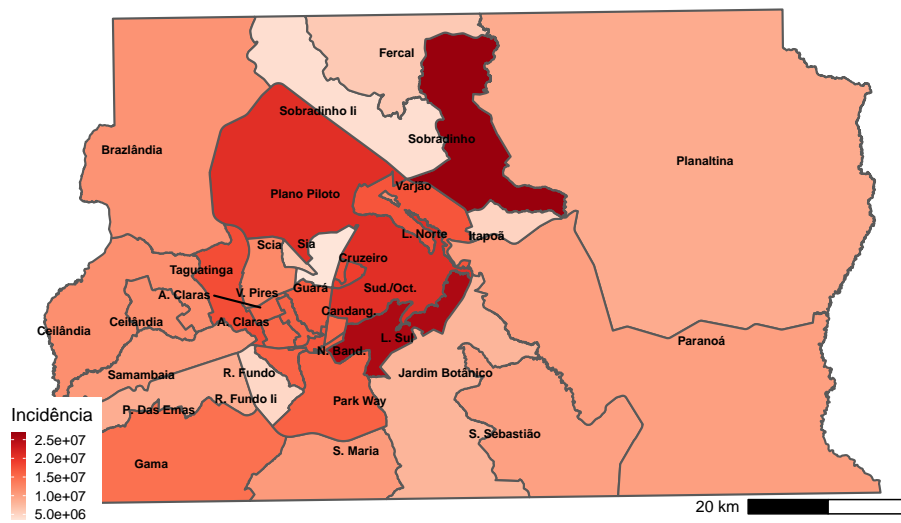 Fercal
Sobradinho Ii
Sobradinho
Brazlândia
Planaltina
Varjão
Plano Piloto
L. Norte
Itapoã
Scia
Sia
Cruzeiro
Taguatinga
Guará
Sud./Oct.
A. Claras
V. Pires
Candang.
Ceilândia
Ceilândia
A. Claras
L. Sul
Paranoá
N. Band.
Samambaia
R. Fundo
Jardim Botânico
R. Fundo Ii
Park Way
P. Das Emas
S. Sebastião
S. Maria
Gama
Incidência
2.5e+07
2.0e+07
1.5e+07
1.0e+07
5.0e+06
20 km